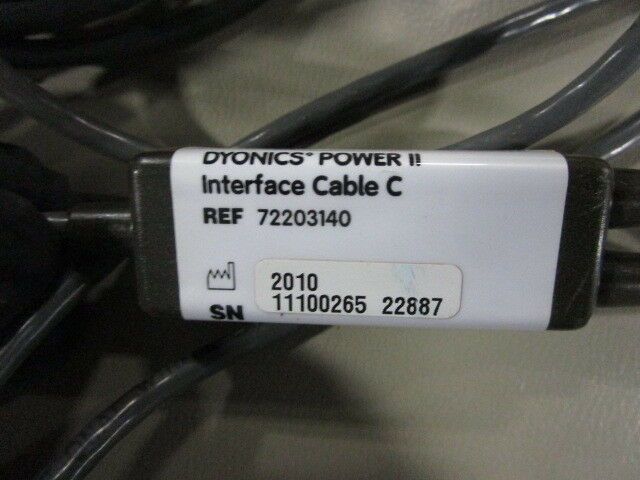 DYONICS® POWER II
Interface Cable C
REF 72203140
2010
SN 11100265 22887